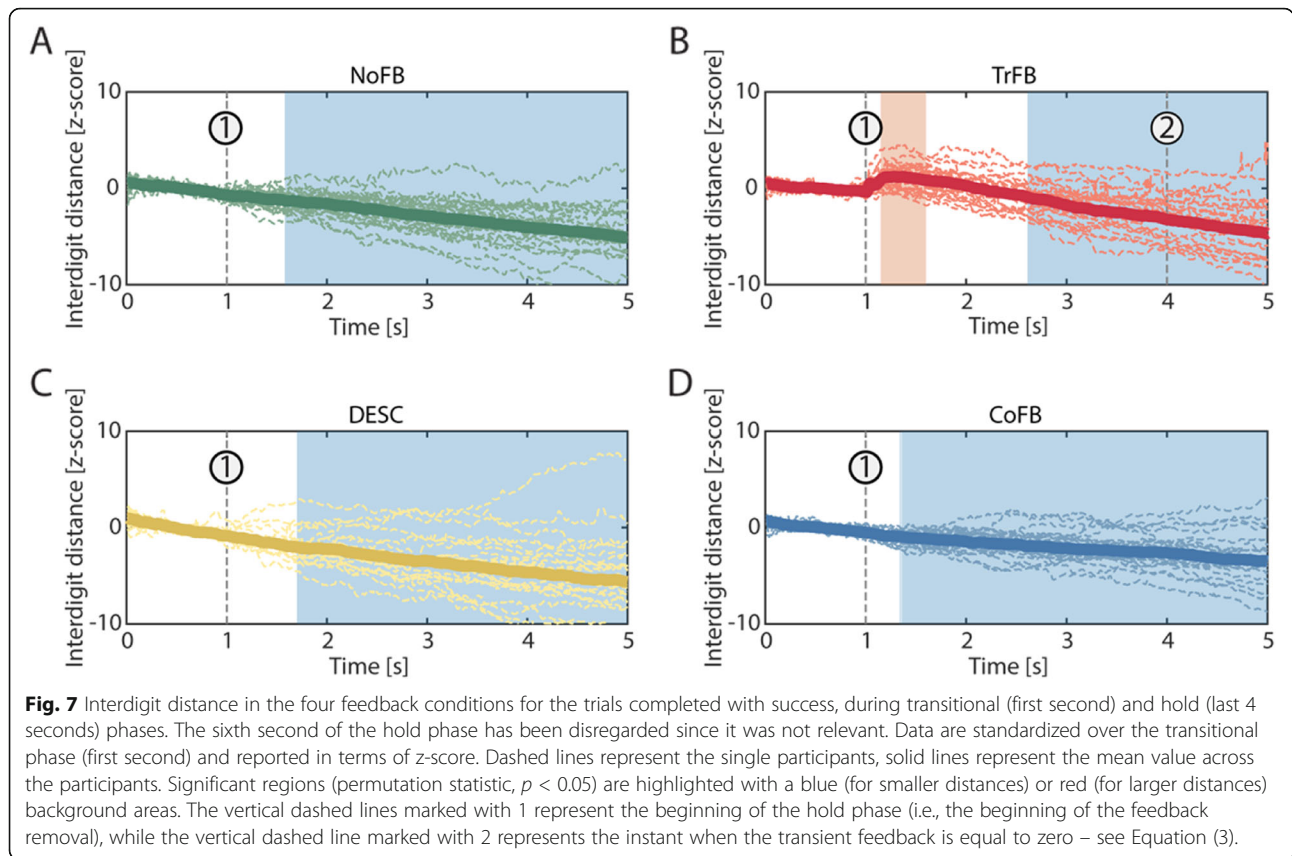 A
NoFB
Interdigit distance [z-score]
10
0
-10
1
0 1 2 3 4 5
Time [s]
B
TrFB
Interdigit distance [z-score]
10
0
-10
1
2
0 1 2 3 4 5
Time [s]
C
DESC
Interdigit distance [z-score]
10
0
-10
1
0 1 2 3 4 5
Time [s]
D
CoFB
Interdigit distance [z-score]
10
0
-10
1
0 1 2 3 4 5
Time [s]
Fig. 7 Interdigit distance in the four feedback conditions for the trials completed with success, during transitional (first second) and hold (last 4
seconds) phases. The sixth second of the hold phase has been disregarded since it was not relevant. Data are standardized over the transitional
phase (first second) and reported in terms of z-score. Dashed lines represent the single participants, solid lines represent the mean value across
the participants. Significant regions (permutation statistic, p < 0.05) are highlighted with a blue (for smaller distances) or red (for larger distances)
background areas. The vertical dashed lines marked with 1 represent the beginning of the hold phase (i.e., the beginning of the feedback
removal), while the vertical dashed line marked with 2 represents the instant when the transient feedback is equal to zero – see Equation (3).